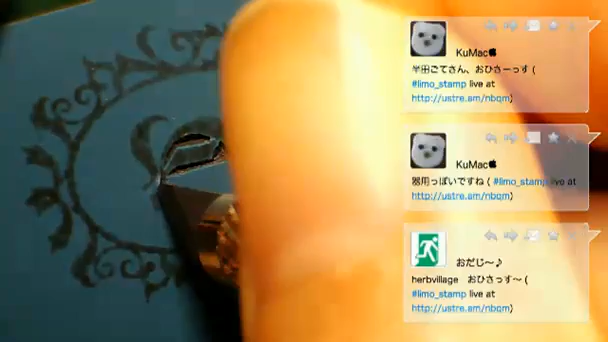 KuMac
半田ごてさん、おひさーっす (
#limo_stamp live at
http://ustre.am/nbqm)
KuMac
器用っぽいですね ( #limo_stamp live at
http://ustre.am/nbqm)
おだじ〜♪
herbvillage おひさっす〜 (
#limo_stamp live at
http://ustre.am/nbqm)